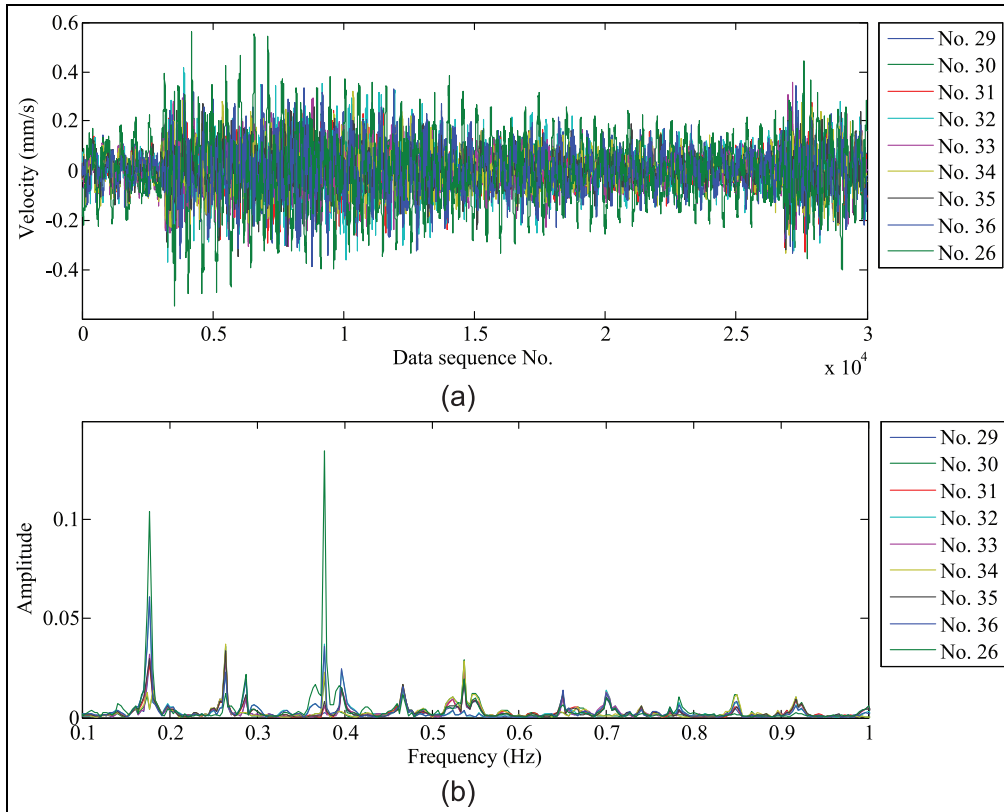 0.6
0.4
0.2
0
-0.2
-0.4
Velocity (mm/s)
0 0.5 1 1.5 2 2.5 3
Data sequence No.
x 10^4
No. 29
No. 30
No. 31
No. 32
No. 33
No. 34
No. 35
No. 36
No. 26
(a)
0.1
0.05
0
Amplitude
0.1 0.2 0.3 0.4 0.5 0.6 0.7 0.8 0.9 1
Frequency (Hz)
No. 29
No. 30
No. 31
No. 32
No. 33
No. 34
No. 35
No. 36
No. 26
(b)